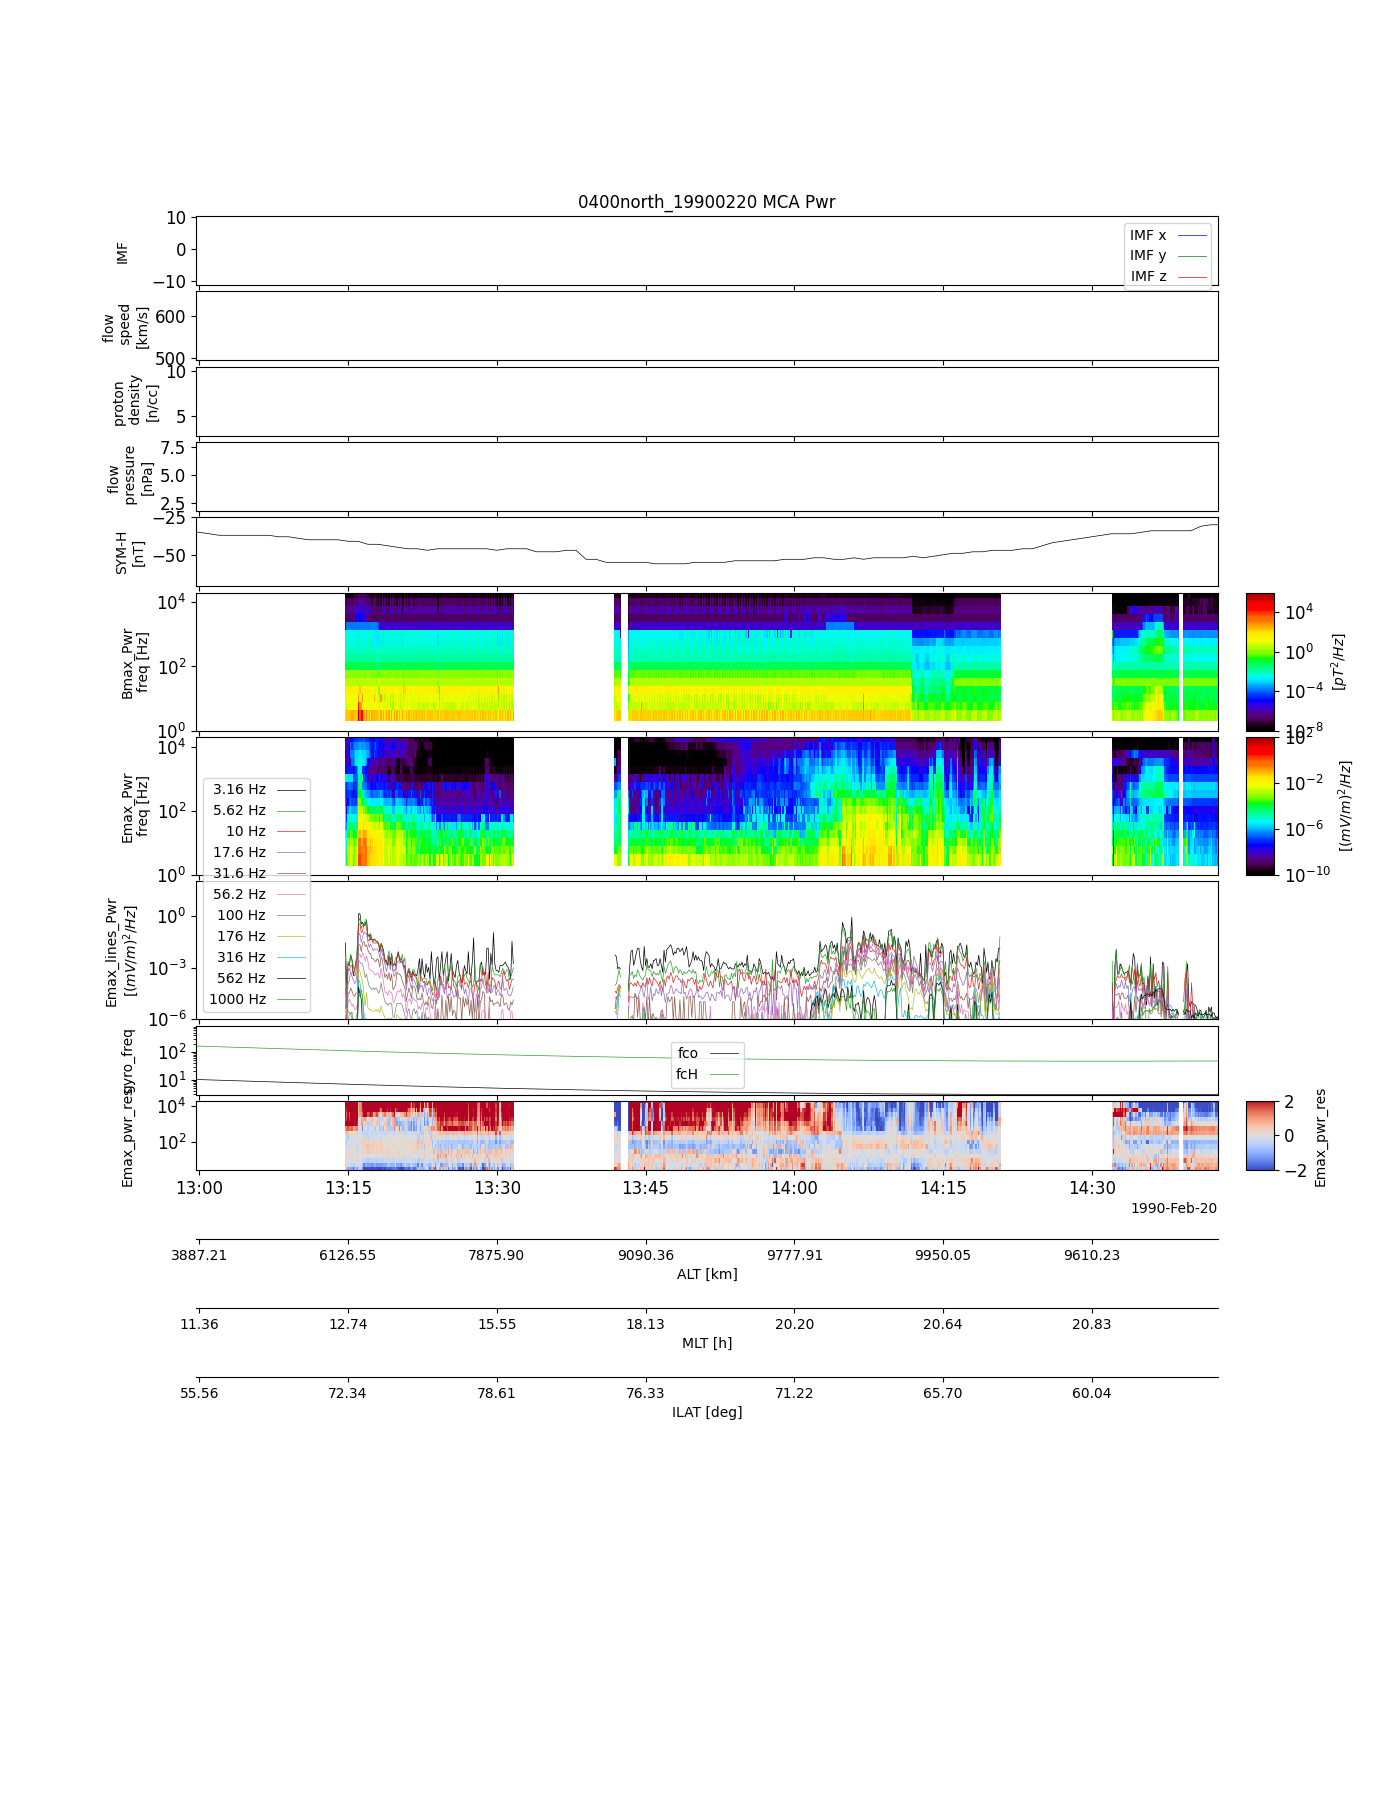 0400north_19900220 MCA Pwr
10
0
−10
IMF
IMF x
IMF y
IMF z
600
500
flow
speed
[km/s]
10
5
proton
density
[n/cc]
7.5
5.0
2.5
flow
pressure
[nPa]
−25
−50
SYM-H
[nT]
10^4
10^2
10^0
Bmax_Pwr
freq [Hz]
10^4
10^0
10^−4
10^−8
[pT^2/Hz]
10^4
10^2
10^0
Emax_Pwr
freq [Hz]
10^2
10^−2
10^−6
10^−10
[(mV/m)^2/Hz]
3.16 Hz
5.62 Hz
10 Hz
17.6 Hz
31.6 Hz
56.2 Hz
100 Hz
176 Hz
316 Hz
562 Hz
1000 Hz
10^0
10^−3
10^−6
Emax_lines_Pwr
[(mV/m)^2/Hz]
10^2
10^1
gyro_freq
fco
fcH
10^4
10^2
Emax_pwr_res
2
0
−2
Emax_pwr_res
13:00 13:15 13:30 13:45 14:00 14:15 14:30
1990-Feb-20
3887.21 6126.55 7875.90 9090.36 9777.91 9950.05 9610.23
ALT [km]
11.36 12.74 15.55 18.13 20.20 20.64 20.83
MLT [h]
55.56 72.34 78.61 76.33 71.22 65.70 60.04
ILAT [deg]